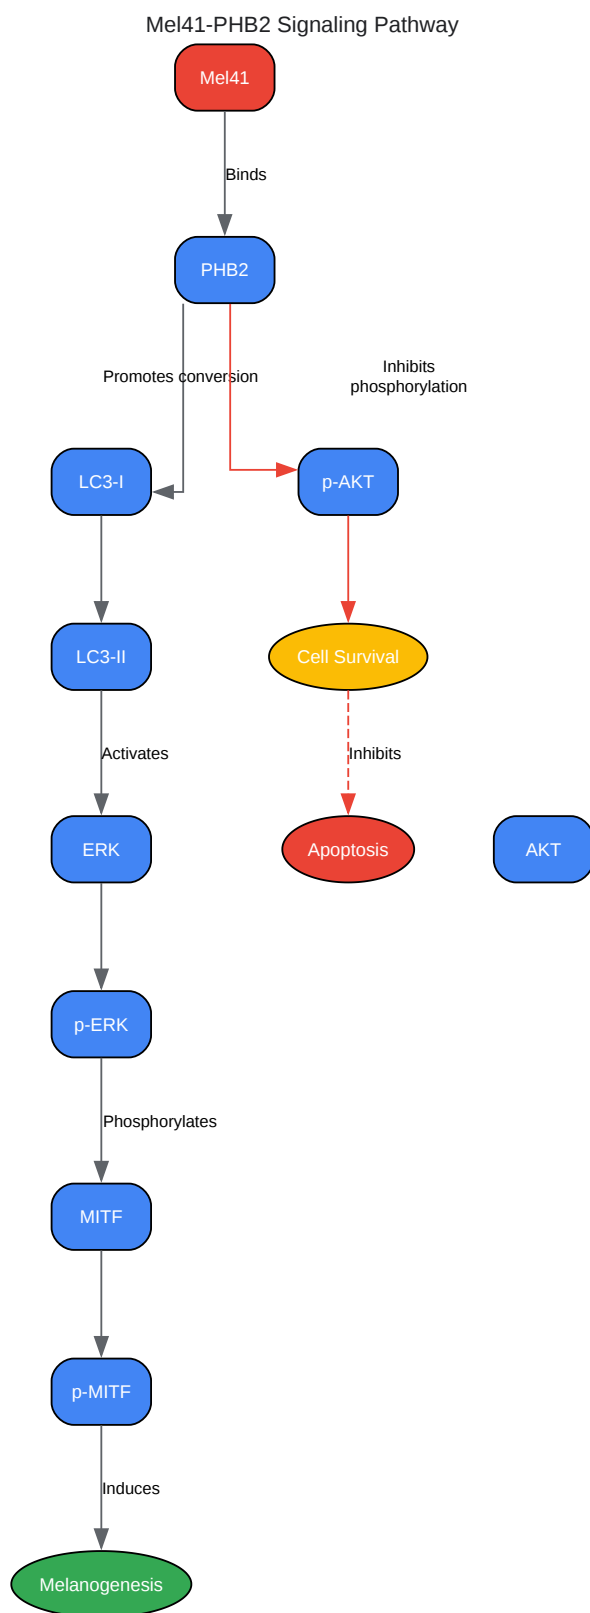 Mel41-PHB2 Signaling Pathway
Mel41
Binds
PHB2
Promotes conversion
Inhibits
phosphorylation
LC3-I
p-AKT
LC3-II
Cell Survival
Activates
Inhibits
ERK
Apoptosis
AKT
p-ERK
Phosphorylates
MITF
p-MITF
Induces
Melanogenesis